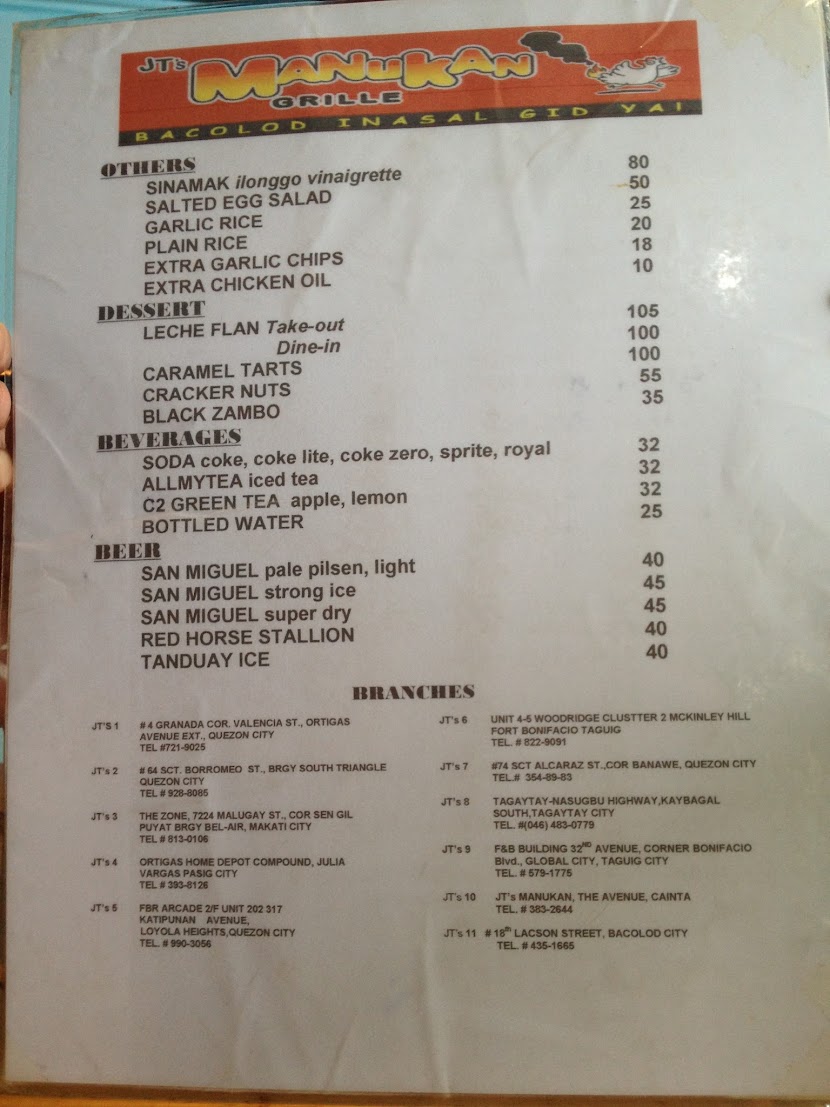 JT's MANUKAN
GRILLE
BACOLOD INASAL GID YA!
OTHERS
SINAMAK ilonggo vinaigrette 80
SALTED EGG SALAD 50
GARLIC RICE 25
PLAIN RICE 20
EXTRA GARLIC CHIPS 18
EXTRA CHICKEN OIL 10
DESSERT
LECHE FLAN Take-out 105
Dine-in 100
CARAMEL TARTS 100
CRACKER NUTS 55
BLACK ZAMBO 35
BEVERAGES
SODA coke, coke lite, coke zero, sprite, royal 32
ALLMYTEA iced tea 32
C2 GREEN TEA apple, lemon 32
BOTTLED WATER 25
BEER
SAN MIGUEL pale pilsen, light 40
SAN MIGUEL strong ice 45
SAN MIGUEL super dry 45
RED HORSE STALLION 40
TANDUAY ICE 40
BRANCHES
JT'S 1 # 4 GRANADA COR. VALENCIA ST., ORTIGAS
AVENUE EXT., QUEZON CITY
TEL #721-9025
JT's 2 # 64 SCT. BORROMEO ST., BRGY SOUTH TRIANGLE
QUEZON CITY
TEL # 928-8085
JT's 3 THE ZONE, 7224 MALUGAY ST., COR SEN GIL
PUYAT BRGY BEL-AIR, MAKATI CITY
TEL # 813-0106
JT's 4 ORTIGAS HOME DEPOT COMPOUND, JULIA
VARGAS PASIG CITY
TEL # 393-8126
JT's 5 FBR ARCADE 2/F UNIT 202 317
KATIPUNAN AVENUE,
LOYOLA HEIGHTS,QUEZON CITY
TEL. # 990-3056
JT's 6 UNIT 4-5 WOODRIDGE CLUSTTER 2 MCKINLEY HILL
FORT BONIFACIO TAGUIG
TEL. # 822-9091
JT's 7 #74 SCT ALCARAZ ST.,COR BANAWE, QUEZON CITY
TEL.# 354-89-83
JT's 8 TAGAYTAY-NASUGBU HIGHWAY,KAYBAGAL
SOUTH,TAGAYTAY CITY
TEL. #(046) 483-0779
JT's 9 F&B BUILDING 32ND AVENUE, CORNER BONIFACIO
Blvd., GLOBAL CITY, TAGUIG CITY
TEL. # 579-1775
JT's 10 JT's MANUKAN, THE AVENUE, CAINTA
TEL. # 383-2644
JT's 11 # 18th LACSON STREET, BACOLOD CITY
TEL. # 435-1665